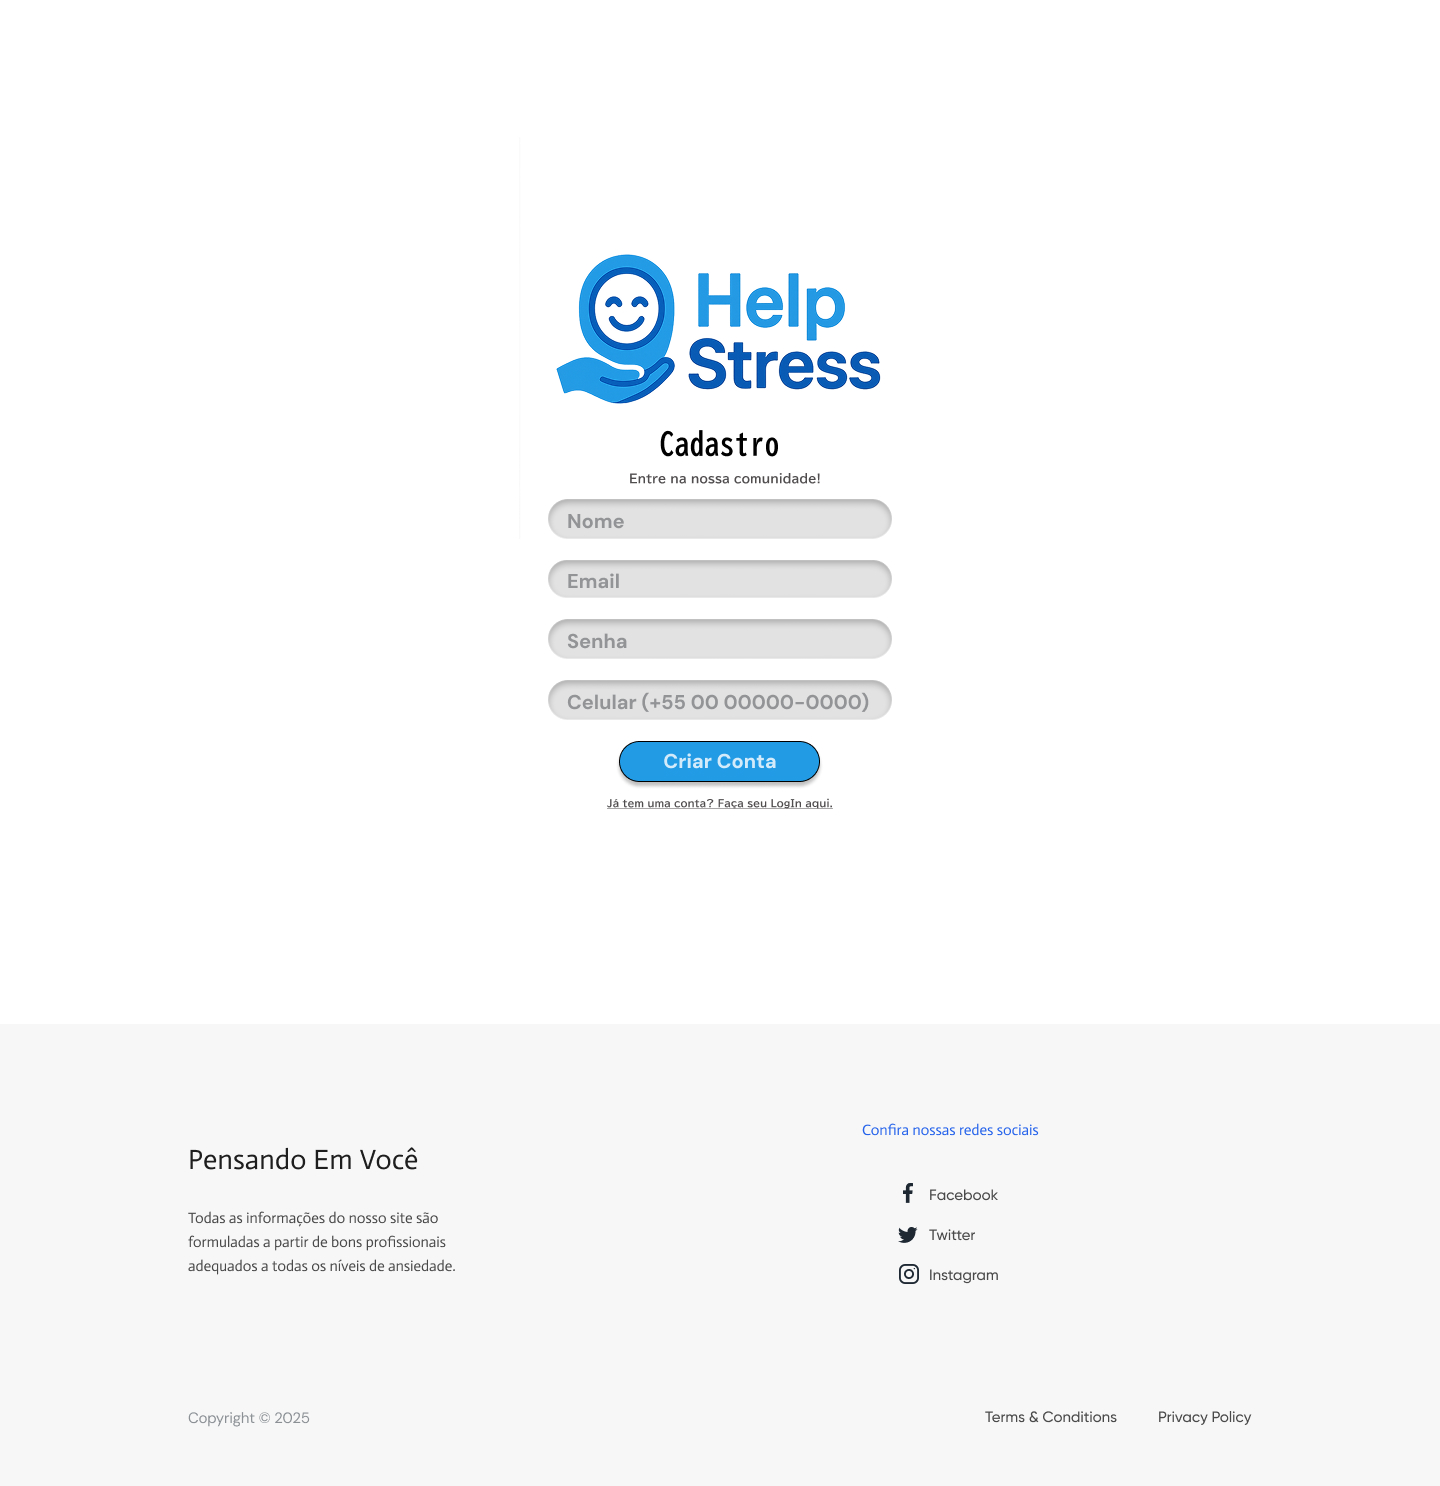 Help
Stress
Cadastro
Entre na nossa comunidade!
Nome
Email
Senha
Celular (+55 00 00000-0000)
Criar Conta
Já tem uma conta? Faça seu LogIn aqui.
Pensando Em Você
Todas as informações do nosso site são
formuladas a partir de bons profissionais
adequados a todas os níveis de ansiedade.
Confira nossas redes sociais
Facebook
Twitter
Instagram
Copyright © 2025
Terms & Conditions
Privacy Policy